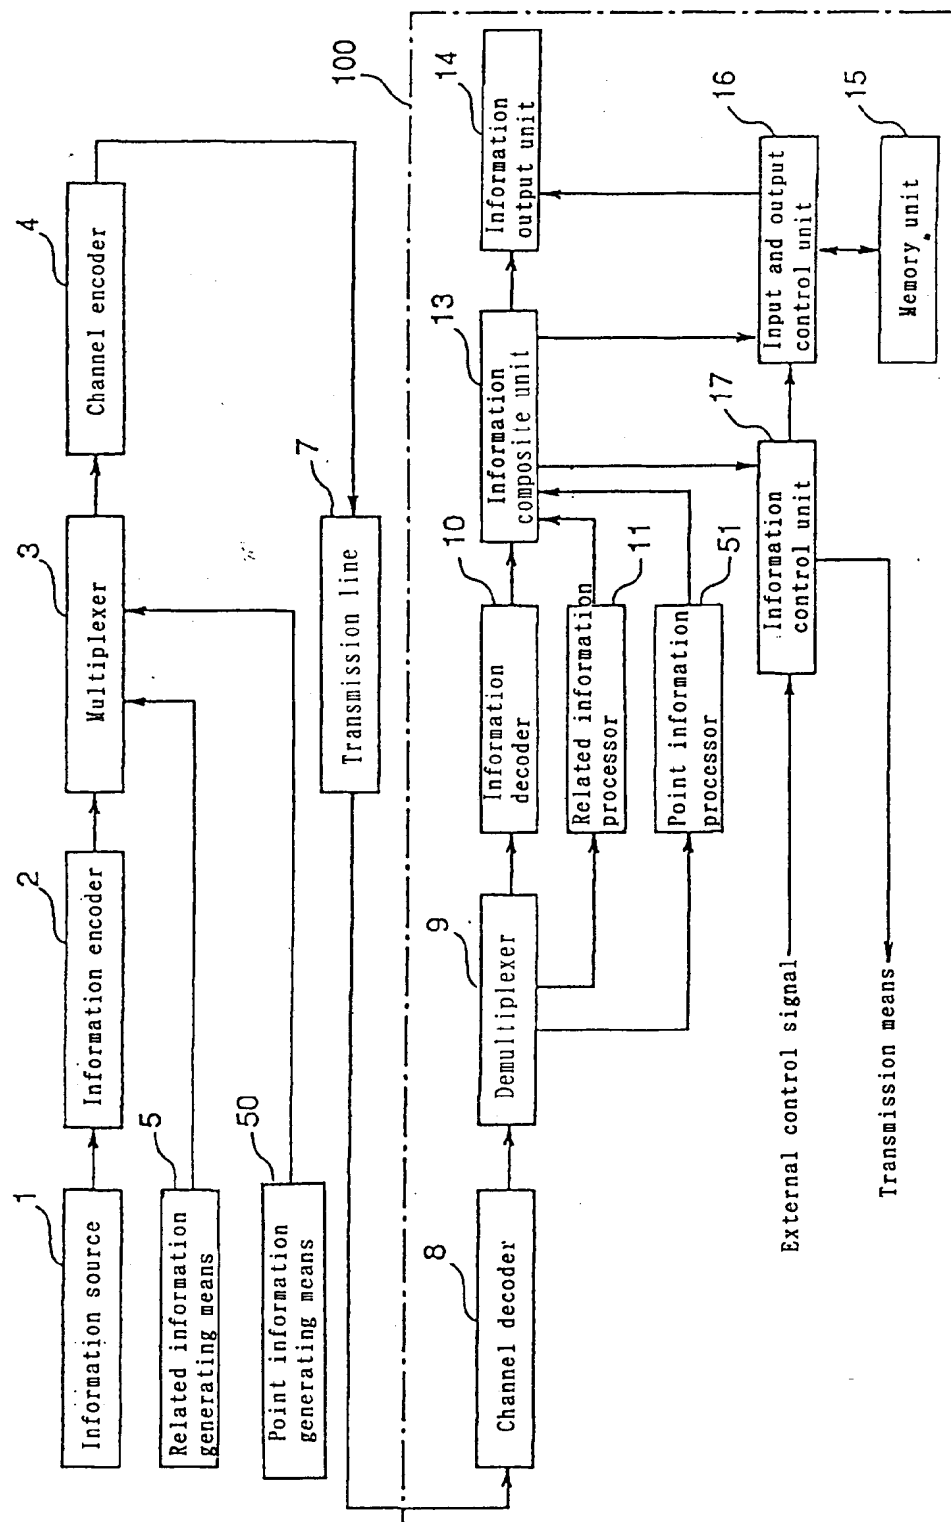 1
Information source
2
Information encoder
3
Multiplexer
4
Channel encoder
5
Related information
generating means
50
Point information
generating means
7
Transmission line
100
8
Channel decoder
9
Demultiplexer
10
Information
decoder
13
Information
composite unit
14
Information
output unit
11
Related information
processor
51
Point information
processor
17
Information
control unit
16
Input and output
control unit
15
Memory unit
External control signal
Transmission means